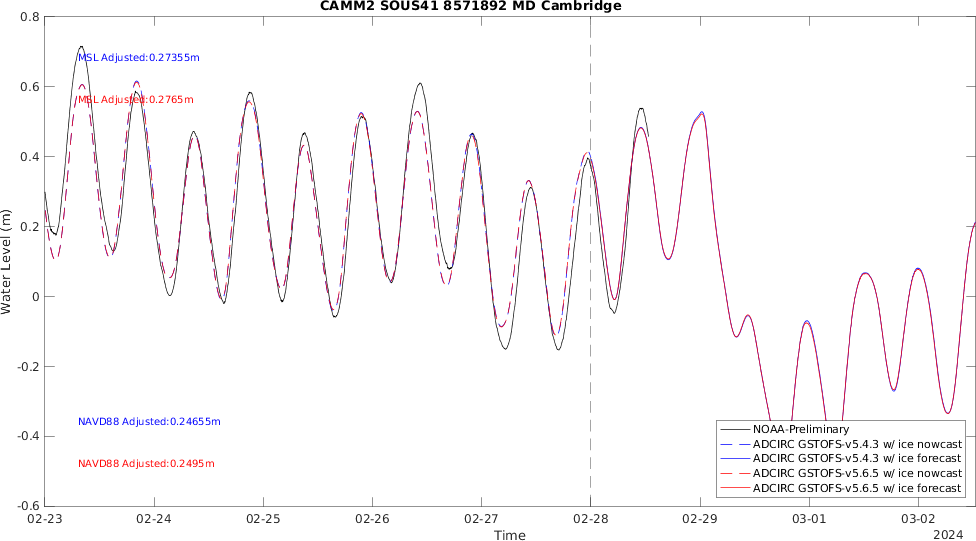 CAMM2 SOUS41 8571892 MD Cambridge
0.8
0.6
0.4
0.2
0
-0.2
-0.4
-0.6
Water Level (m)
MSL Adjusted:0.27355m
MSL Adjusted:0.2765m
NAVD88 Adjusted:0.24655m
NAVD88 Adjusted:0.2495m
NOAA-Preliminary
ADCIRC GSTOFS-v5.4.3 w/ ice nowcast
ADCIRC GSTOFS-v5.4.3 w/ ice forecast
ADCIRC GSTOFS-v5.6.5 w/ ice nowcast
ADCIRC GSTOFS-v5.6.5 w/ ice forecast
02-23 02-24 02-25 02-26 02-27 02-28 02-29 03-01 03-02
Time
2024